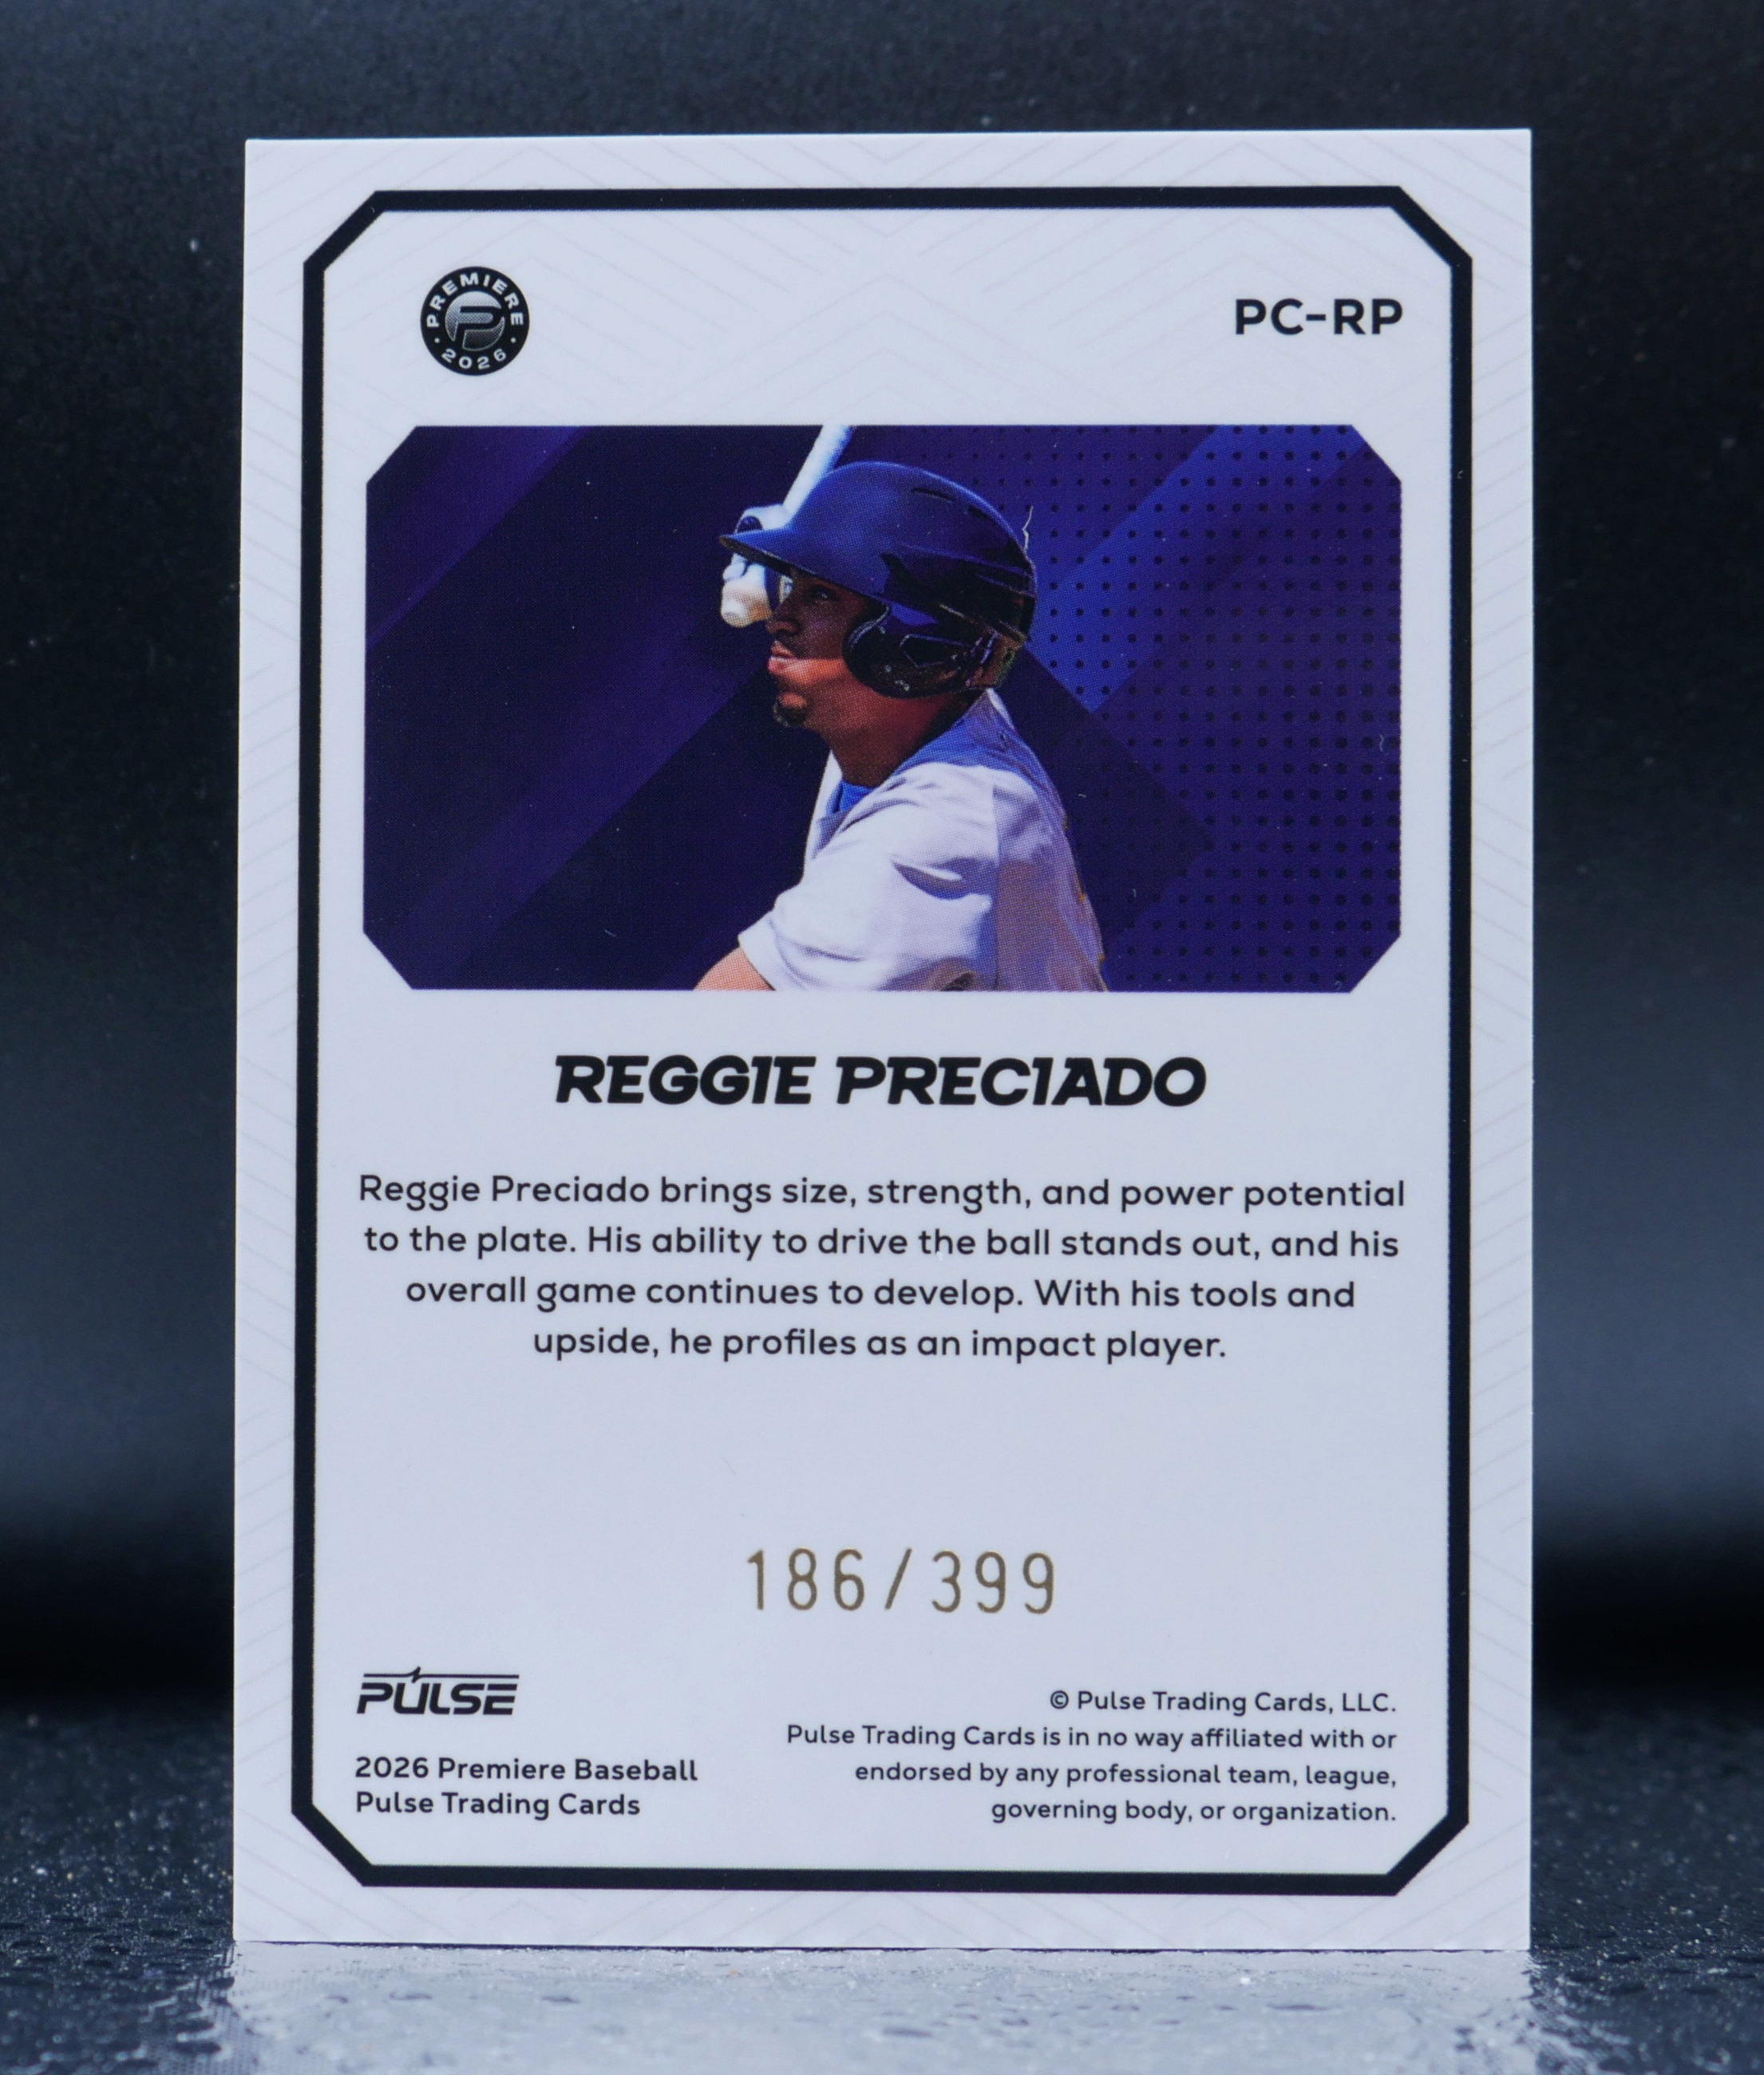 PREMIERE
P
2026
PC-RP
REGGIE PRECIADO
Reggie Preciado brings size, strength, and power potential
to the plate. His ability to drive the ball stands out, and his
overall game continues to develop. With his tools and
upside, he profiles as an impact player.
186/399
PULSE
2026 Premiere Baseball
Pulse Trading Cards
© Pulse Trading Cards, LLC.
Pulse Trading Cards is in no way affiliated with or
endorsed by any professional team, league,
governing body, or organization.